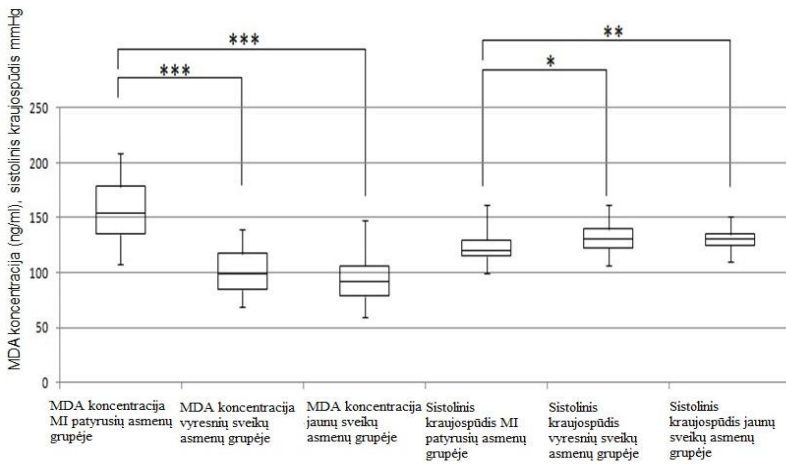 ***
***
**
*
MDA koncentracija (ng/ml), sistolinis kraujospūdis mmHg
250
200
150
100
50
0
MDA koncentracija
MI patyrusių asmenų
grupėje
MDA koncentracija
vyresnių sveikų
asmenų grupėje
MDA koncentracija
jaunų sveikų
asmenų grupėje
Sistolinis
kraujospūdis MI
patyrusių asmenų
grupėje
Sistolinis
kraujospūdis
vyresnių sveikų
asmenų grupėje
Sistolinis
kraujospūdis jaunų
sveikų asmenų
grupėje